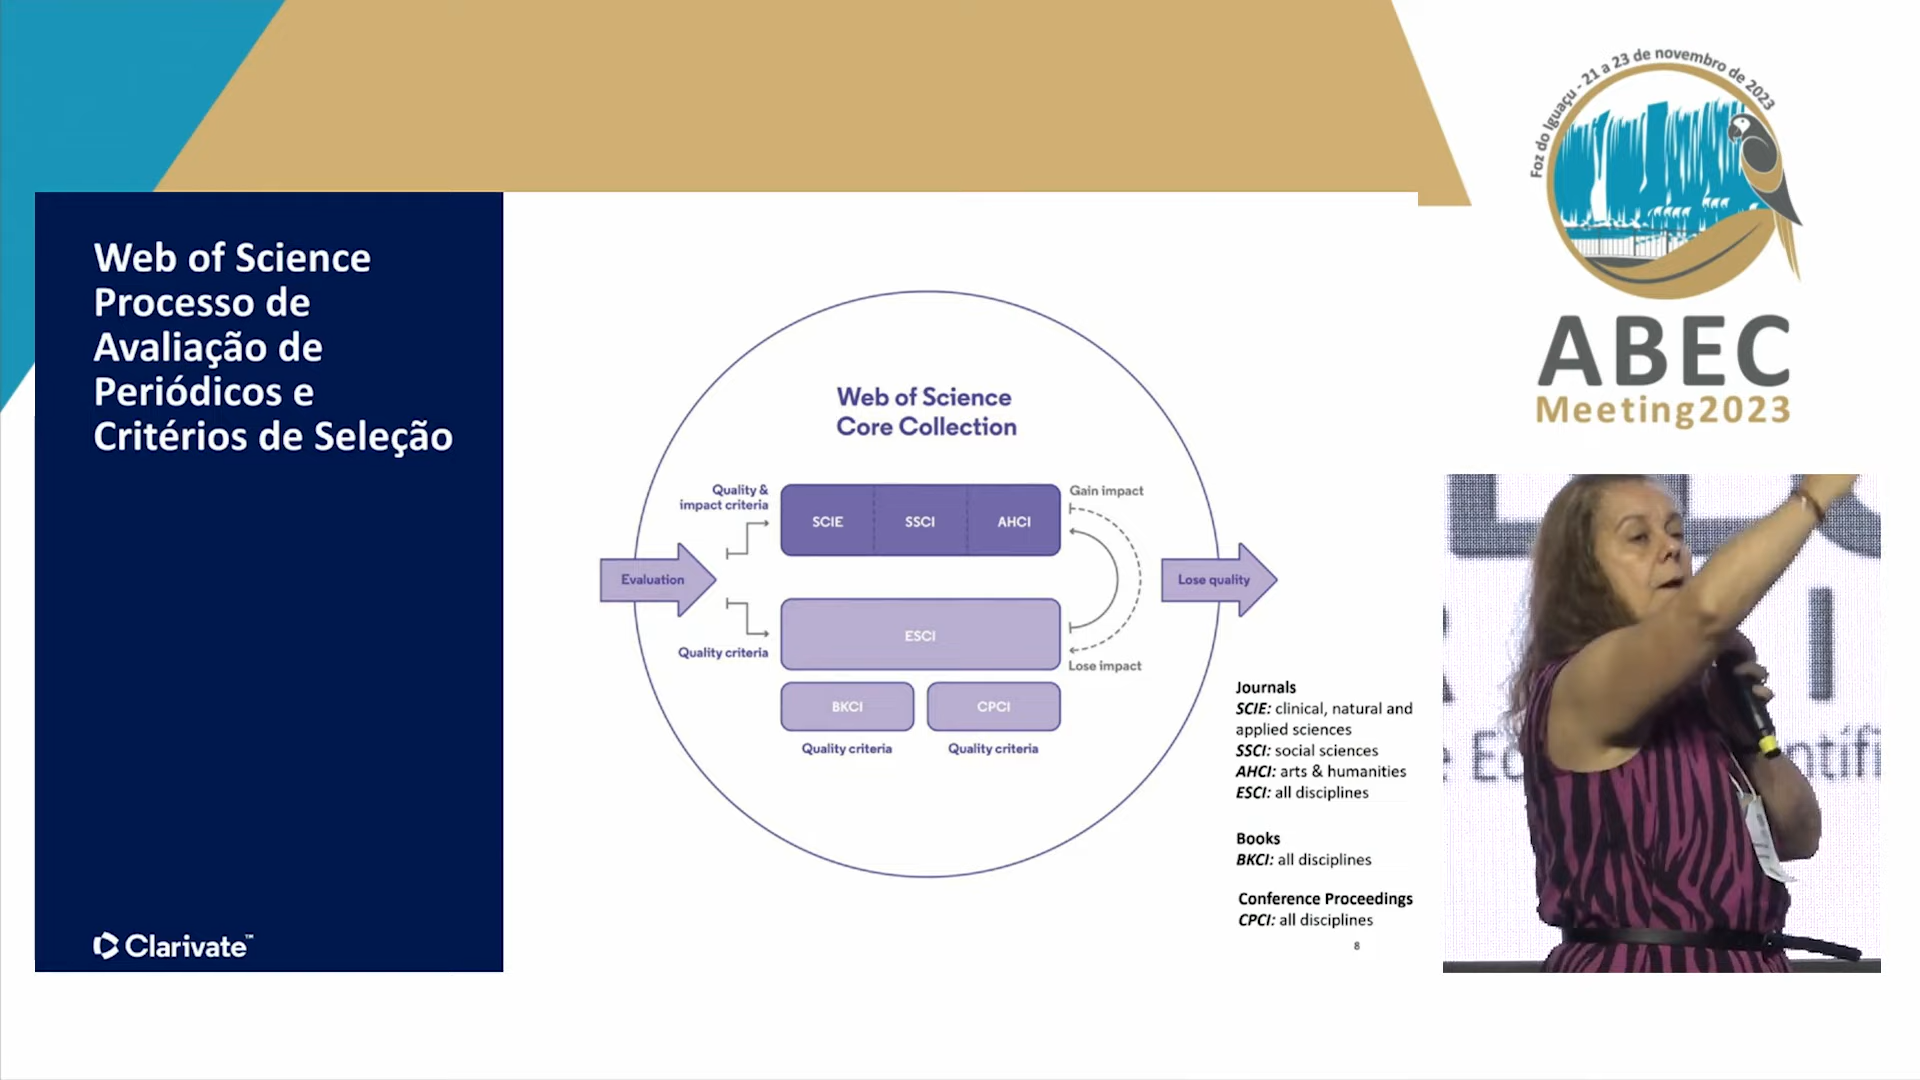 Web of Science
Processo de
Avaliação de
Periódicos e
Critérios de Seleção
Clarivate™
Web of Science
Core Collection
Quality &
impact criteria
SCIE
SSCI
AHCI
Gain impact
Evaluation
Lose quality
ESCI
Quality criteria
Lose impact
BKCI
CPCI
Quality criteria
Quality criteria
Journals
SCIE: clinical, natural and
applied sciences
SSCI: social sciences
AHCI: arts & humanities
ESCI: all disciplines
Books
BKCI: all disciplines
Conference Proceedings
CPCI: all disciplines
8
Foz do Iguaçu - 21 a 23 de novembro de 2023
ABEC
Meeting2023